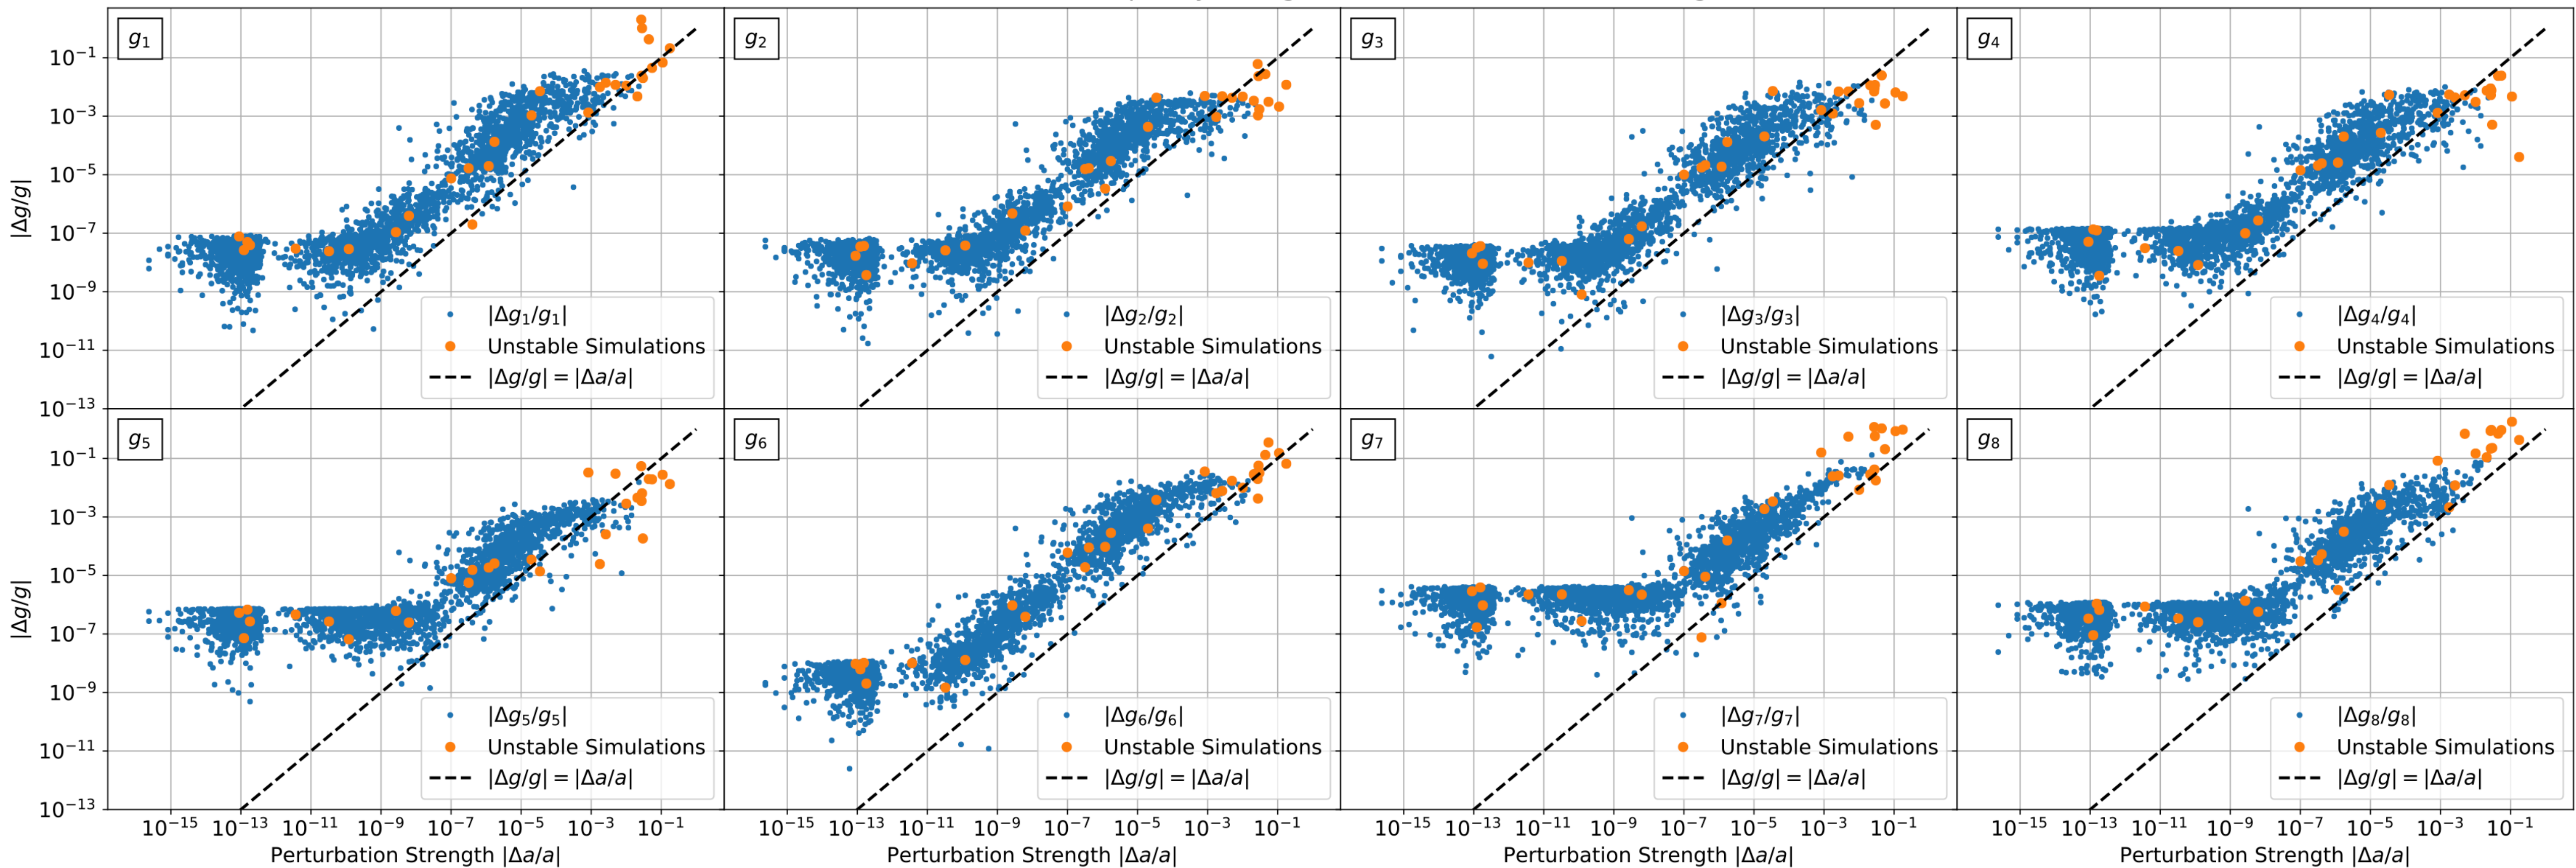 g₁
g₂
g₃
g₄
|Δg/g|
10⁻¹
10⁻³
10⁻⁵
10⁻⁷
10⁻⁹
10⁻¹¹
10⁻¹³
|Δg₁/g₁|
Unstable Simulations
|Δg/g| = |Δa/a|
|Δg₂/g₂|
Unstable Simulations
|Δg/g| = |Δa/a|
|Δg₃/g₃|
Unstable Simulations
|Δg/g| = |Δa/a|
|Δg₄/g₄|
Unstable Simulations
|Δg/g| = |Δa/a|
g₅
g₆
g₇
g₈
|Δg/g|
10⁻¹
10⁻³
10⁻⁵
10⁻⁷
10⁻⁹
10⁻¹¹
10⁻¹³
|Δg₅/g₅|
Unstable Simulations
|Δg/g| = |Δa/a|
|Δg₆/g₆|
Unstable Simulations
|Δg/g| = |Δa/a|
|Δg₇/g₇|
Unstable Simulations
|Δg/g| = |Δa/a|
|Δg₈/g₈|
Unstable Simulations
|Δg/g| = |Δa/a|
10⁻¹⁵ 10⁻¹³ 10⁻¹¹ 10⁻⁹ 10⁻⁷ 10⁻⁵ 10⁻³ 10⁻¹
10⁻¹⁵ 10⁻¹³ 10⁻¹¹ 10⁻⁹ 10⁻⁷ 10⁻⁵ 10⁻³ 10⁻¹
10⁻¹⁵ 10⁻¹³ 10⁻¹¹ 10⁻⁹ 10⁻⁷ 10⁻⁵ 10⁻³ 10⁻¹
10⁻¹⁵ 10⁻¹³ 10⁻¹¹ 10⁻⁹ 10⁻⁷ 10⁻⁵ 10⁻³ 10⁻¹
Perturbation Strength |Δa/a|
Perturbation Strength |Δa/a|
Perturbation Strength |Δa/a|
Perturbation Strength |Δa/a|